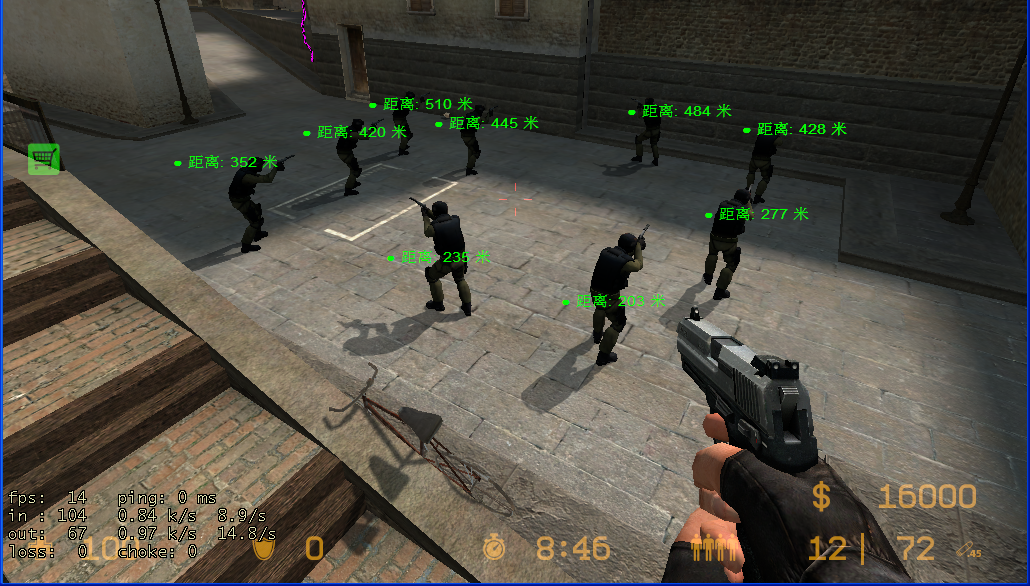 距离: 510 米
距离: 484 米
距离: 445 米
距离: 420 米
距离: 428 米
距离: 352 米
距离: 277 米
距离: 235 米
距离: 203 米
$ 16000
fps: 14 ping: 0 ms
in : 104 0.84 k/s 8.9/s
out: 67 0.97 k/s 14.8/s
loss: 0 choke: 0
0 8:46 12| 72 .45